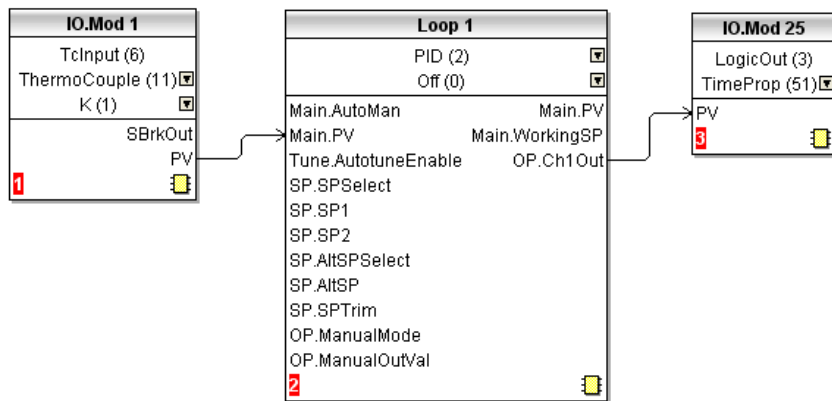 IO.Mod 1
TcInput (6)
ThermoCouple (11)
K (1)
SBrkOut
PV
1
Loop 1
PID (2)
Off (0)
Main.AutoMan Main.PV
Main.PV Main.WorkingSP
Tune.AutotuneEnable OP.Ch1Out
SP.SPSelect
SP.SP1
SP.SP2
SP.AltSPSelect
SP.AltSP
SP.SPTrim
OP.ManualMode
OP.ManualOutVal
2
IO.Mod 25
LogicOut (3)
TimeProp (51)
PV
3